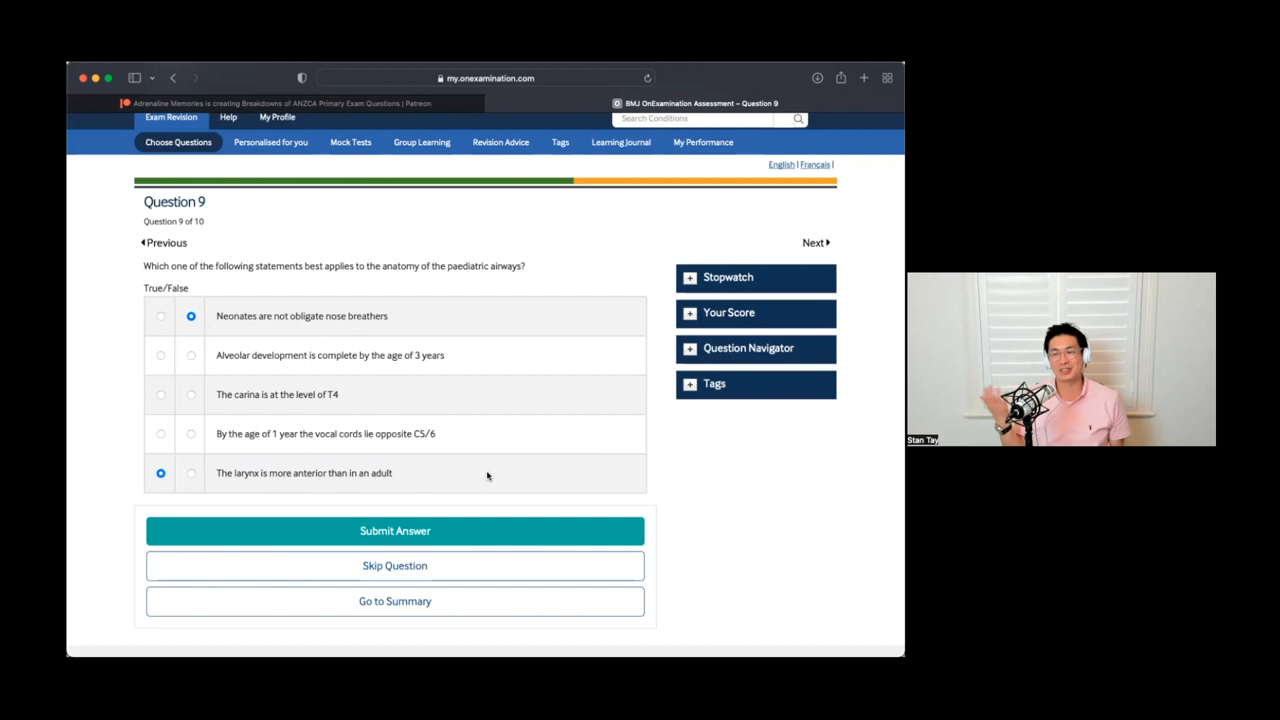 my.onexamination.com
Adrenaline Memories is creating Breakdowns of ANZCA Primary Exam Questions | Patreon
BMJ OnExamination Assessment – Question 9
Exam Revision
Help
My Profile
Search Conditions
Choose Questions
Personalised for you
Mock Tests
Group Learning
Revision Advice
Tags
Learning Journal
My Performance
English | Français |
Question 9
Question 9 of 10
Previous
Next
Which one of the following statements best applies to the anatomy of the paediatric airways?
True/False
Neonates are not obligate nose breathers
Alveolar development is complete by the age of 3 years
The carina is at the level of T4
By the age of 1 year the vocal cords lie opposite C5/6
The larynx is more anterior than in an adult
Submit Answer
Skip Question
Go to Summary
Stopwatch
Your Score
Question Navigator
Tags
Stan Tay